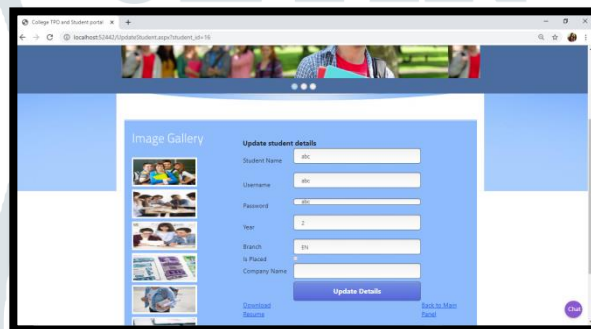 College TPO and Student portal
localhost:52442/UpdateStudent.aspx?student_id=16
Image Gallery
Update student details
Student Name abc
Username abc
Password abc
Year 2
Branch EN
Is Placed
Company Name
Update Details
Download Resume
Back to Main Panel
Chat